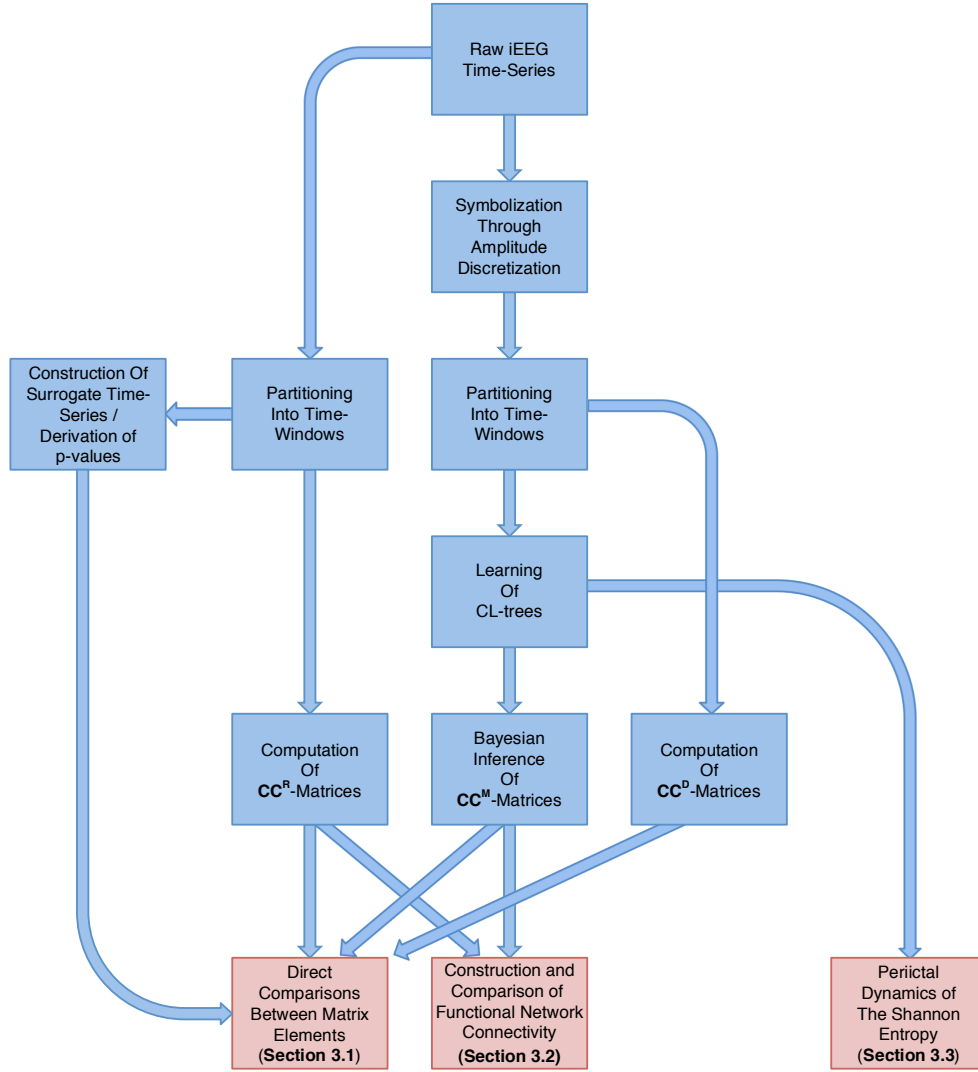 Raw iEEG
Time-Series
Symbolization
Through
Amplitude
Discretization
Construction Of
Surrogate Time-
Series /
Derivation of
p-values
Partitioning
Into Time-
Windows
Partitioning
Into Time-
Windows
Learning
Of
CL-trees
Computation
Of
CC^R-Matrices
Bayesian
Inference
Of
CC^M-Matrices
Computation
Of
CC^D-Matrices
Direct
Comparisons
Between Matrix
Elements
(Section 3.1)
Construction and
Comparison of
Functional Network
Connectivity
(Section 3.2)
Periictal
Dynamics of
The Shannon
Entropy
(Section 3.3)